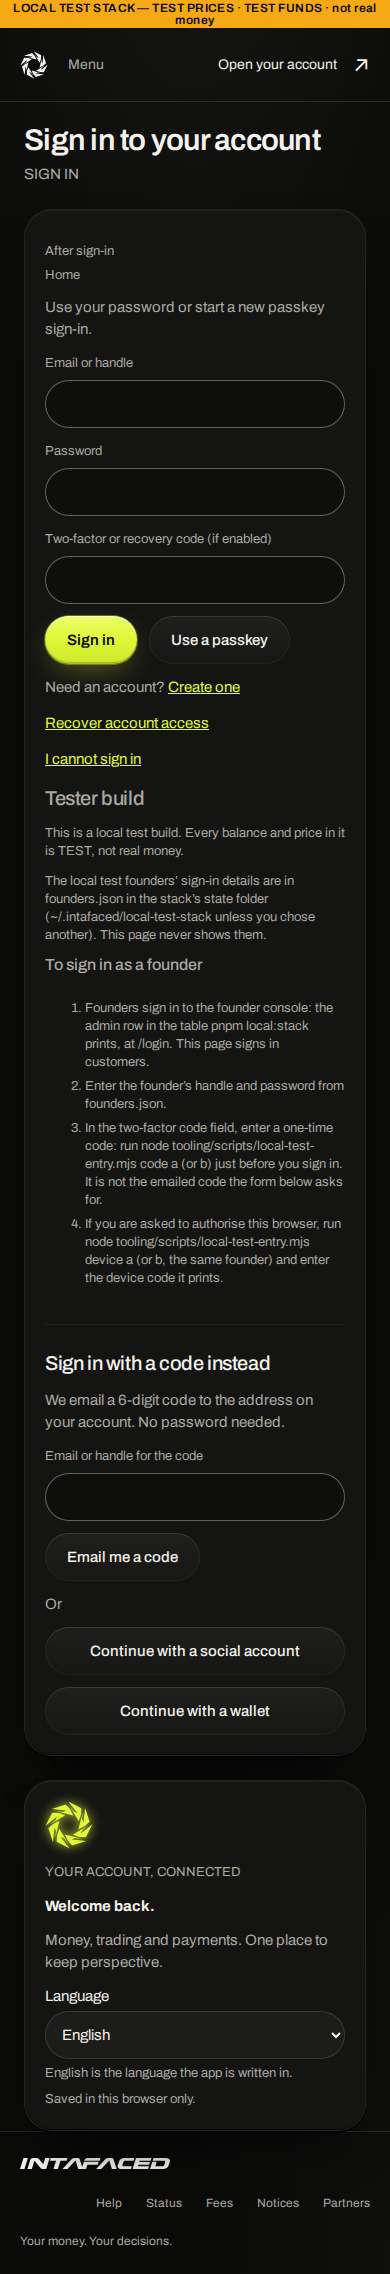 LOCAL TEST STACK — TEST PRICES · TEST FUNDS · not real
money
Menu
Open your account
Sign in to your account
SIGN IN
After sign-in
Home
Use your password or start a new passkey
sign-in.
Email or handle
Password
Two-factor or recovery code (if enabled)
Sign in
Use a passkey
Need an account? Create one
Recover account access
I cannot sign in
Tester build
This is a local test build. Every balance and price in it
is TEST, not real money.
The local test founders’ sign-in details are in
founders.json in the stack’s state folder
(~/.intafaced/local-test-stack unless you chose
another). This page never shows them.
To sign in as a founder
1. Founders sign in to the founder console: the
admin row in the table pnpm local:stack
prints, at /login. This page signs in
customers.
2. Enter the founder’s handle and password from
founders.json.
3. In the two-factor code field, enter a one-time
code: run node tooling/scripts/local-test-
entry.mjs code a (or b) just before you sign in.
It is not the emailed code the form below asks
for.
4. If you are asked to authorise this browser, run
node tooling/scripts/local-test-entry.mjs
device a (or b, the same founder) and enter
the device code it prints.
Sign in with a code instead
We email a 6-digit code to the address on
your account. No password needed.
Email or handle for the code
Email me a code
Or
Continue with a social account
Continue with a wallet
YOUR ACCOUNT, CONNECTED
Welcome back.
Money, trading and payments. One place to
keep perspective.
Language
English
English is the language the app is written in.
Saved in this browser only.
INTAFACED
Help
Status
Fees
Notices
Partners
Your money. Your decisions.